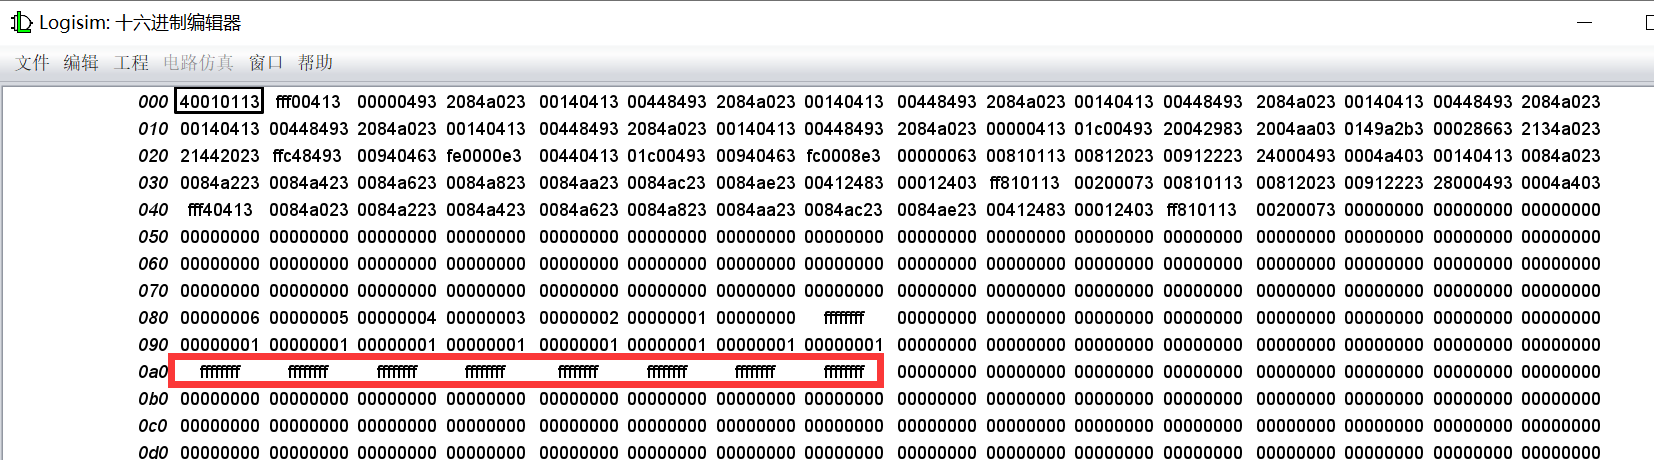 Logisim: 十六进制编辑器
文件 编辑 工程 电路仿真 窗口 帮助
000 40010113 fff00413 00000493 2084a023 00140413 00448493 2084a023 00140413 00448493 2084a023 00140413 00448493 2084a023 00140413 00448493 2084a023
010 00140413 00448493 2084a023 00140413 00448493 2084a023 00140413 00448493 2084a023 00000413 01c00493 20042983 2004aa03 0149a2b3 00028663 2134a023
020 21442023 ffc48493 00940463 fe0000e3 00440413 01c00493 00940463 fc0008e3 00000063 00810113 00812023 00912223 24000493 0004a403 00140413 0084a023
030 0084a223 0084a423 0084a623 0084a823 0084aa23 0084ac23 0084ae23 00412483 00012403 ff810113 00200073 00810113 00812023 00912223 28000493 0004a403
040 fff40413 0084a023 0084a223 0084a423 0084a623 0084a823 0084aa23 0084ac23 0084ae23 00412483 00012403 ff810113 00200073 00000000 00000000 00000000
050 00000000 00000000 00000000 00000000 00000000 00000000 00000000 00000000 00000000 00000000 00000000 00000000 00000000 00000000 00000000 00000000
060 00000000 00000000 00000000 00000000 00000000 00000000 00000000 00000000 00000000 00000000 00000000 00000000 00000000 00000000 00000000 00000000
070 00000000 00000000 00000000 00000000 00000000 00000000 00000000 00000000 00000000 00000000 00000000 00000000 00000000 00000000 00000000 00000000
080 00000006 00000005 00000004 00000003 00000002 00000001 00000000 ffffffff 00000000 00000000 00000000 00000000 00000000 00000000 00000000 00000000
090 00000001 00000001 00000001 00000001 00000001 00000001 00000001 00000001 00000000 00000000 00000000 00000000 00000000 00000000 00000000 00000000
0a0 ffffffff ffffffff ffffffff ffffffff ffffffff ffffffff ffffffff ffffffff 00000000 00000000 00000000 00000000 00000000 00000000 00000000 00000000
0b0 00000000 00000000 00000000 00000000 00000000 00000000 00000000 00000000 00000000 00000000 00000000 00000000 00000000 00000000 00000000 00000000
0c0 00000000 00000000 00000000 00000000 00000000 00000000 00000000 00000000 00000000 00000000 00000000 00000000 00000000 00000000 00000000 00000000
0d0 00000000 00000000 00000000 00000000 00000000 00000000 00000000 00000000 00000000 00000000 00000000 00000000 00000000 00000000 00000000 00000000